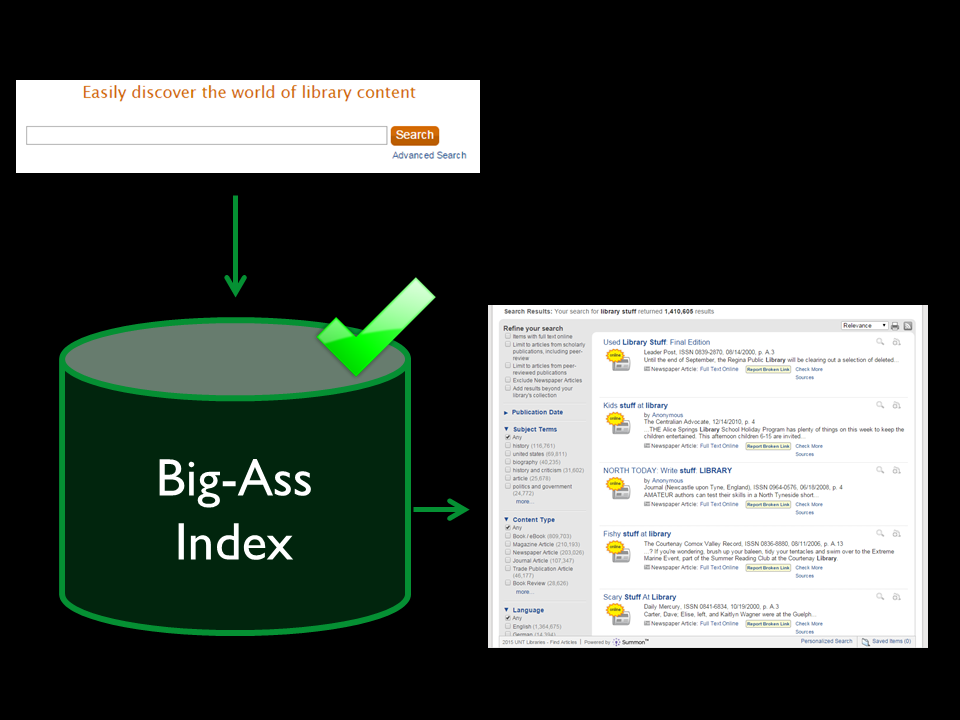 Easily discover the world of library content
Search
Advanced Search
Big-Ass
Index
Search Results: Your search for library stuff returned 1,410,605 results
Refine your search
Items with full text online
Limit to articles from scholarly
publications, including peer-
review
Limit to articles from peer-
reviewed publications
Exclude Newspaper Articles
Add results beyond your
library's collection
Publication Date
Subject Terms
Any
history (116,761)
united states (69,811)
biography (40,235)
history and criticism (31,602)
article (25,678)
politics and government
(24,772)
more...
Content Type
Any
Book / eBook (609,703)
Magazine Article (210,193)
Newspaper Article (203,026)
Journal Article (107,347)
Trade Publication Article
(46,177)
Book Review (28,626)
more...
Language
Any
English (1,364,675)
German (14,394)
Relevance
Used Library Stuff: Final Edition
online
Leader Post, ISSN 0839-2870, 08/14/2000, p. A.3
Until the end of September, the Regina Public Library will be clearing out a selection of deleted...
Newspaper Article: Full Text Online Report Broken Link Check More
Sources
Kids stuff at library
online
by Anonymous
The Centralian Advocate, 12/14/2010, p. 4
...THE Alice Springs Library School Holiday Program has plenty of things on this week to keep the
children entertained. This afternoon children 6-15 are invited...
Newspaper Article: Full Text Online Report Broken Link Check More
Sources
NORTH TODAY: Write stuff: LIBRARY
online
by Anonymous
Journal (Newcastle upon Tyne, England), ISSN 0964-0576, 06/18/2008, p. 4
AMATEUR authors can test their skills in a North Tyneside short...
Newspaper Article: Full Text Online Report Broken Link Check More
Sources
Fishy stuff at library
online
The Courtenay Comox Valley Record, ISSN 0836-8880, 08/11/2006, p. A.13
...? If you're wondering, brush up your baleen, tidy your tentacles and swim over to the Extreme
Marine Event, part of the Summer Reading Club at the Courtenay Library.
Newspaper Article: Full Text Online Report Broken Link Check More
Sources
Scary Stuff At Library
online
Daily Mercury, ISSN 0841-6834, 10/19/2000, p. A.3
Carter, Dave, Elise, left, and Kaitlyn Wagner were at the Guelph...
Newspaper Article: Full Text Online Report Broken Link Check More
Sources
2015 UNT Libraries - Find Articles | Powered by Summon™
Personalized Search Saved Items (0)